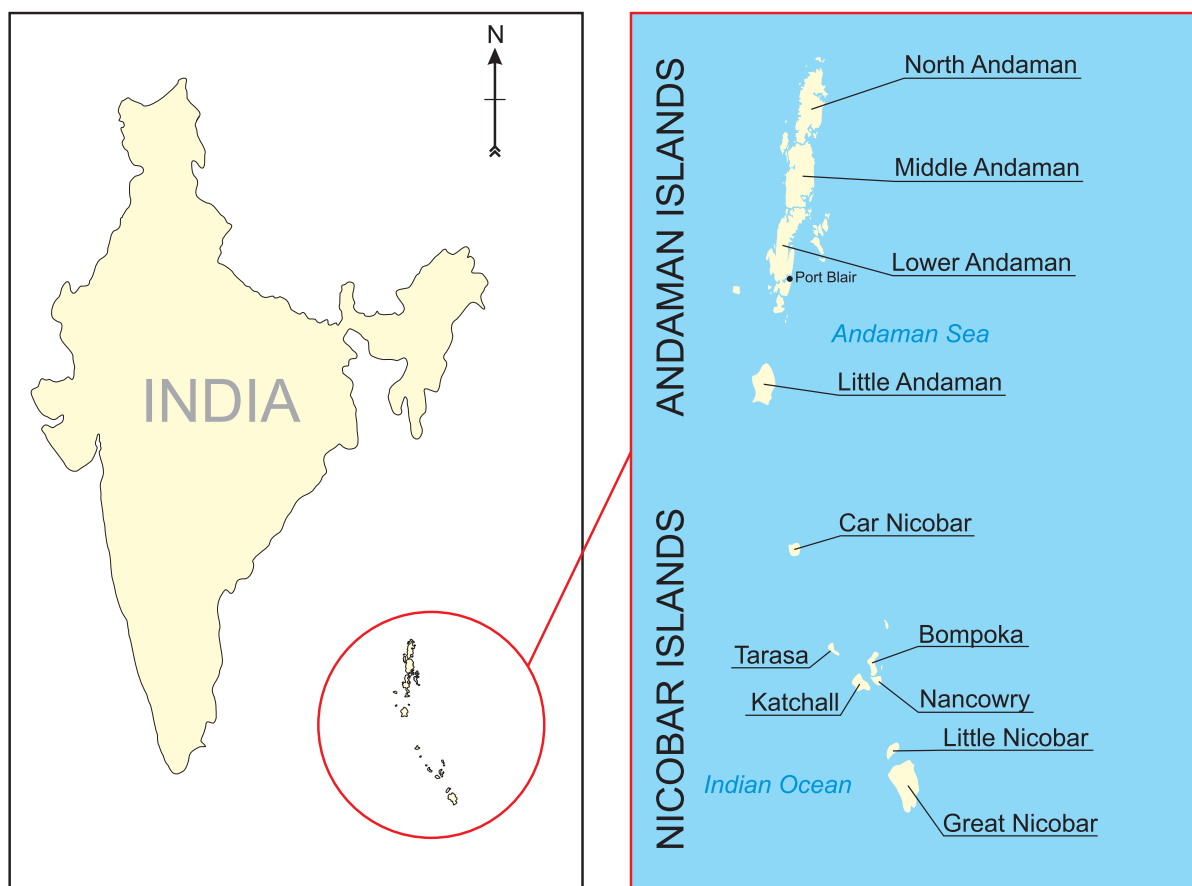 N
INDIA
ANDAMAN ISLANDS
North Andaman
Middle Andaman
Lower Andaman
Port Blair
Andaman Sea
Little Andaman
NICOBAR ISLANDS
Car Nicobar
Bompoka
Tarasa
Katchall
Nancowry
Little Nicobar
Indian Ocean
Great Nicobar